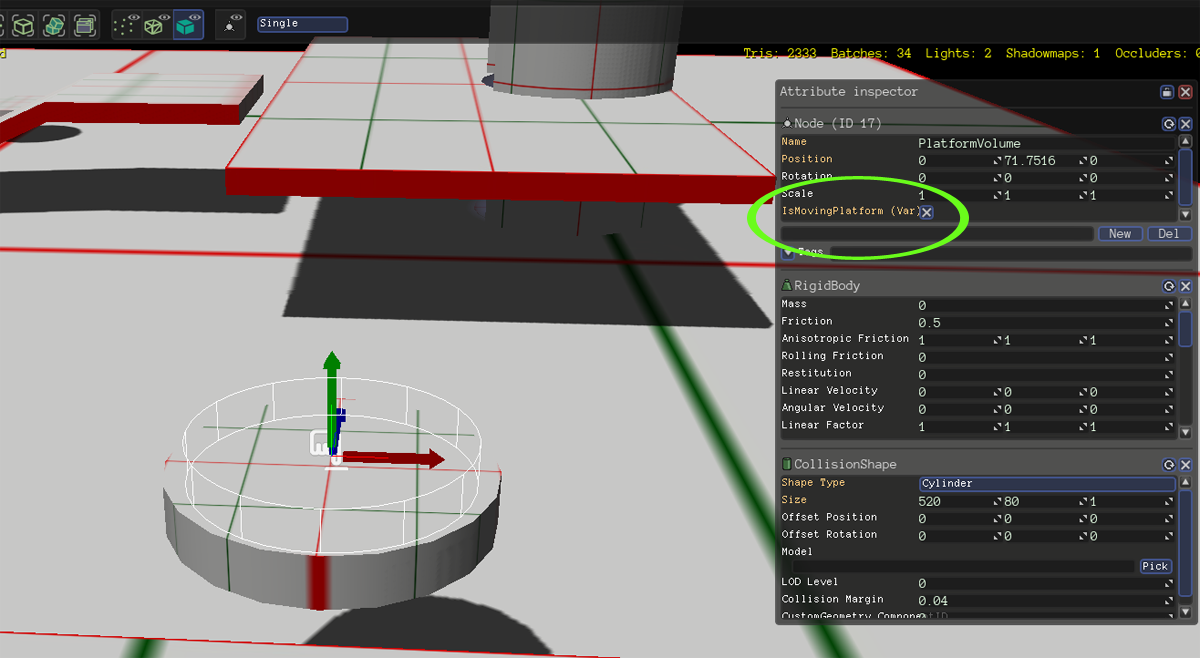 Single
d Tris: 2333 Batches: 34 Lights: 2 Shadowmaps: 1 Occluders: 0
Attribute inspector
Node (ID 17)
Name PlatformVolume
Position 0 71.7516 0
Rotation 0 0 0
Scale 1 1 1
IsMovingPlatform (Var)
New Del
Tags
RigidBody
Mass 0
Friction 0.5
Anisotropic Friction 1 1 1
Rolling Friction 0
Restitution 0
Linear Velocity 0 0 0
Angular Velocity 0 0 0
Linear Factor 1 1 1
CollisionShape
Shape Type Cylinder
Size 520 80 1
Offset Position 0 0 0
Offset Rotation 0 0 0
Model
Pick
LOD Level 0
Collision Margin 0.04
CustomGeometry